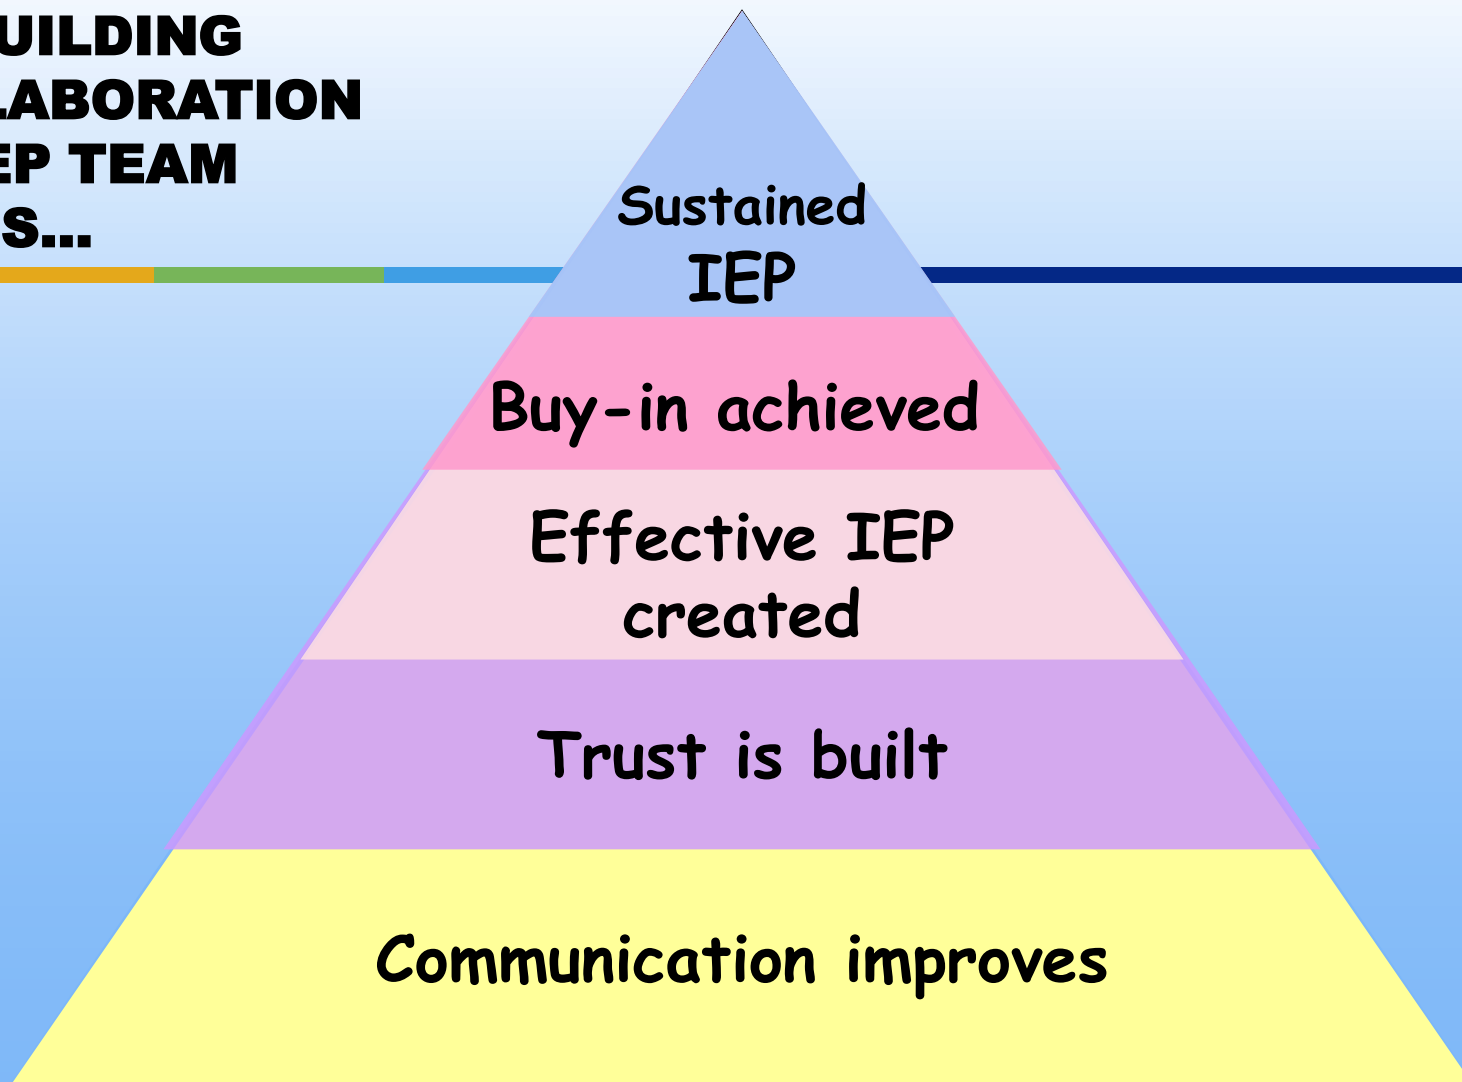 UILDING
LABORATION
EP TEAM
S...
Sustained
IEP
Buy-in achieved
Effective IEP
created
Trust is built
Communication improves